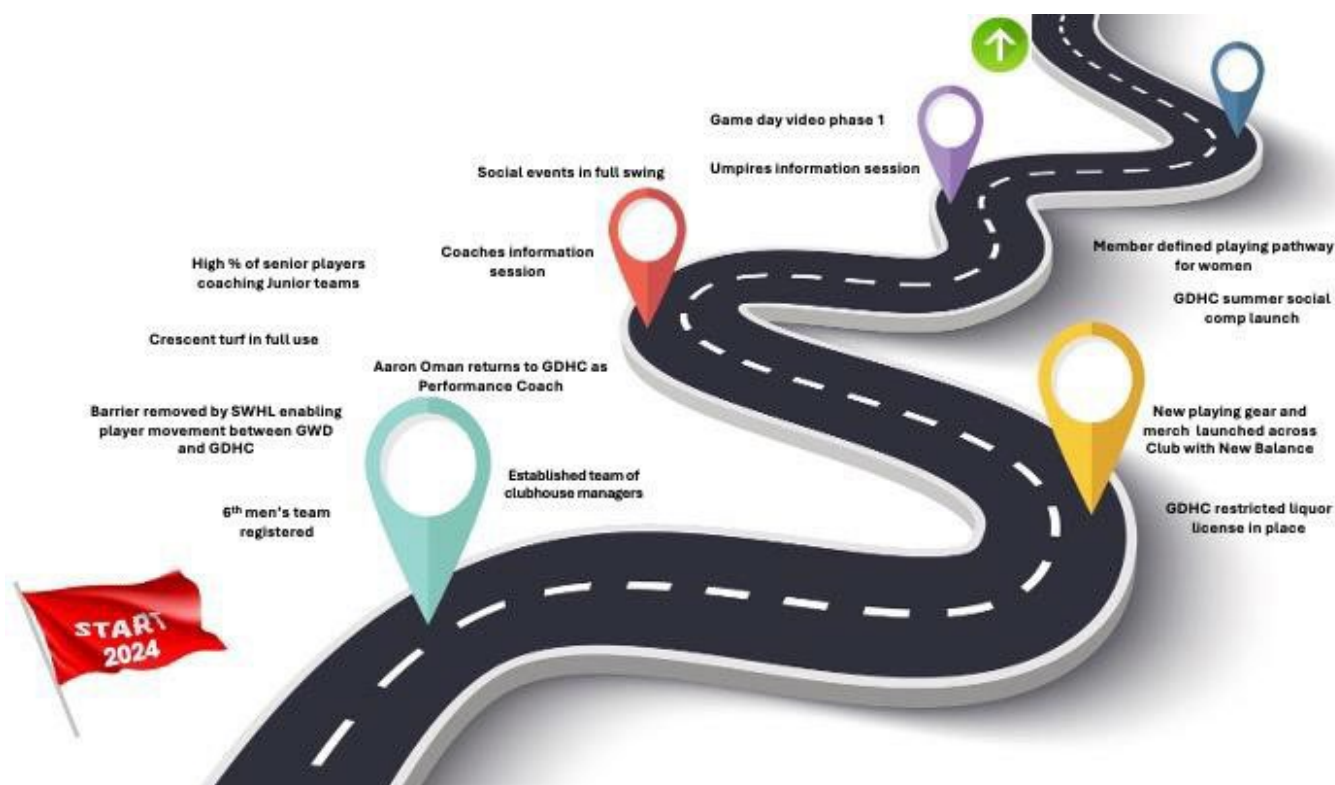 Game day video phase 1
Umpires information session
Social events in full swing
Coaches information
session
High % of senior players
coaching Junior teams
Crescent turf in full use
Aaron Oman returns to GDHC as
Performance Coach
Barrier removed by SWHL enabling
player movement between GWD
and GDHC
Established team of
clubhouse managers
6th men's team
registered
START
2024
Member defined playing pathway
for women
GDHC summer social
comp launch
New playing gear and
merch launched across
Club with New Balance
GDHC restricted liquor
license in place